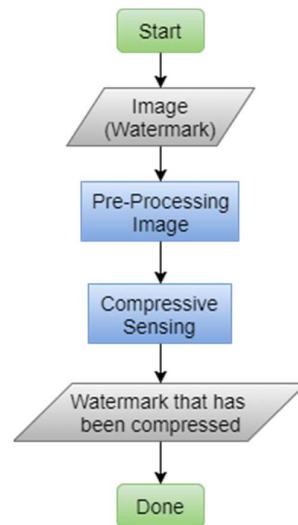 Start
Image
(Watermark)
Pre-Processing
Image
Compressive
Sensing
Watermark that has
been compressed
Done